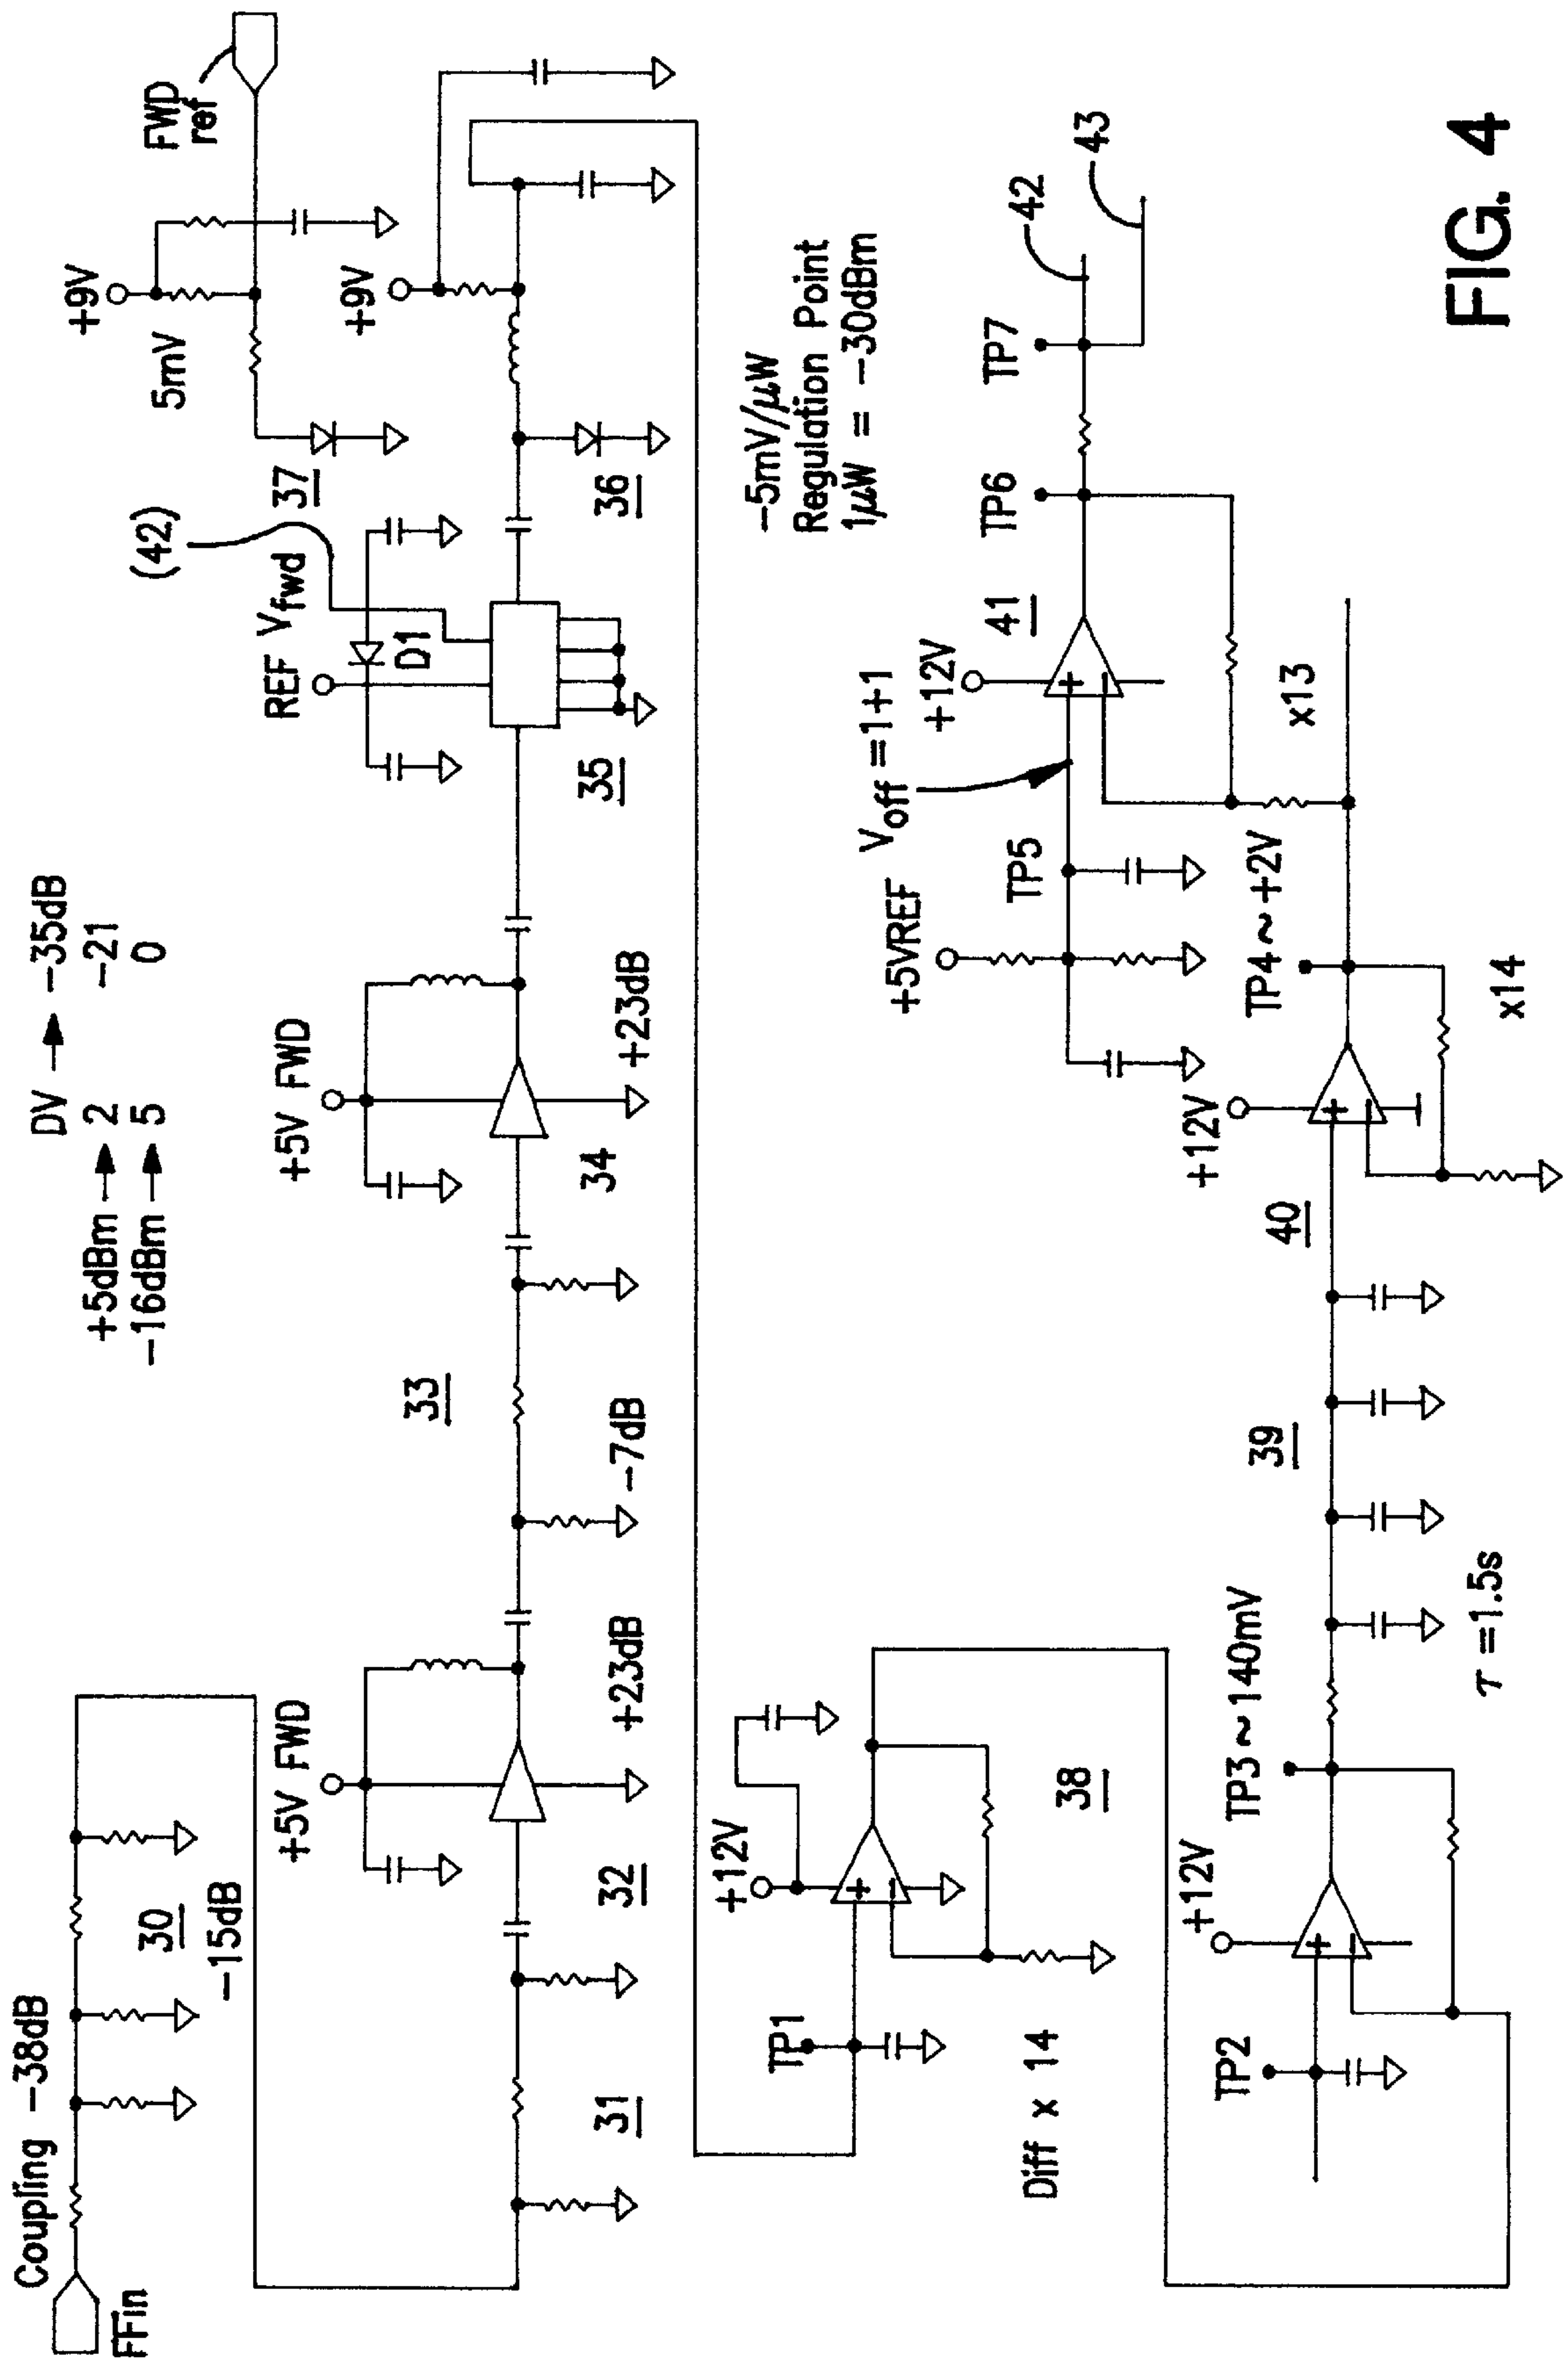 Coupling -38dB
FFin
30
-15dB
DV → -35dB
+5dBm → 2 -21
-16dBm → 5 0
+9V
FWD
ref
5mV
37
(42)
+5V FWD
+5V FWD
REF
Vfwd
D1
+9V
31
32
+23dB
33
-7dB
34
+23dB
35
36
TP1
+12V
38
Diff x 14
-5mV/μW
Regulation Point
1μW = -30dBm
+5VREF
TP5
Voff = 1+1
+12V
41
TP6
TP7
42
43
TP2
+12V
TP3 ~ 140mV
39
τ = 1.5s
40
+12V
TP4 ~ +2V
x14
x13
FIG. 4